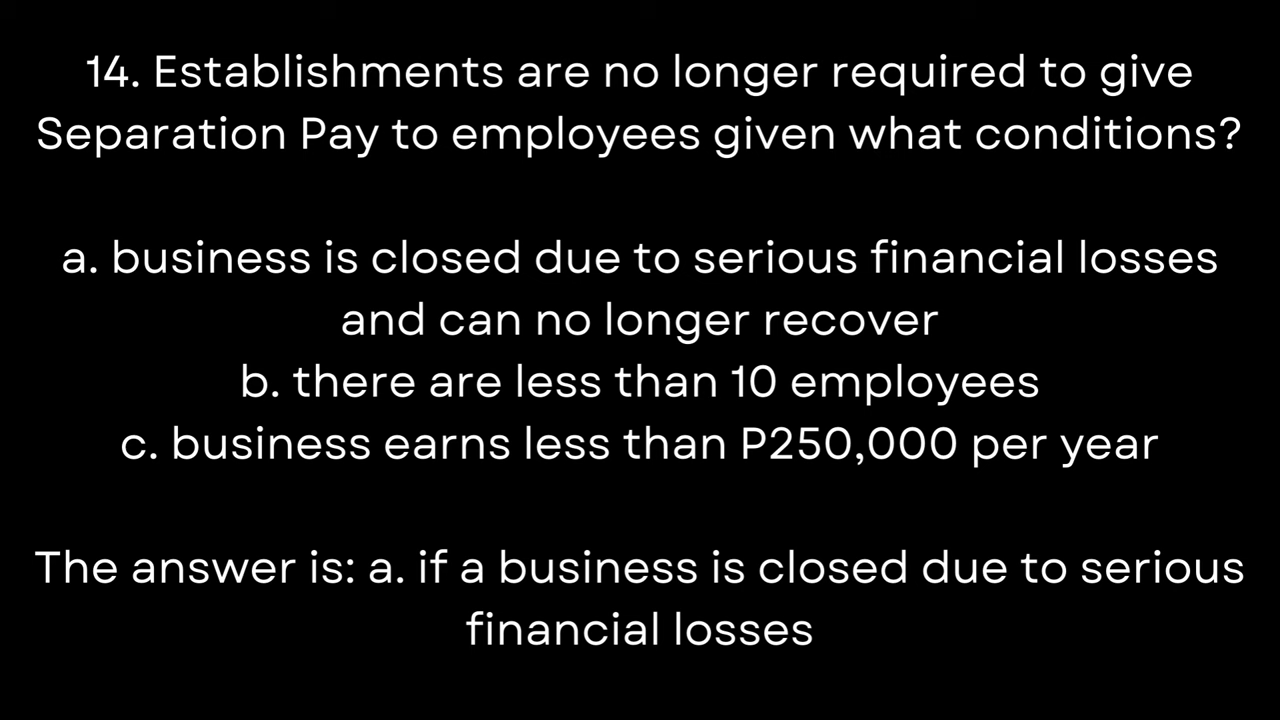 14. Establishments are no longer required to give
Separation Pay to employees given what conditions?
a. business is closed due to serious financial losses
and can no longer recover
b. there are less than 10 employees
c. business earns less than P250,000 per year
The answer is: a. if a business is closed due to serious
financial losses